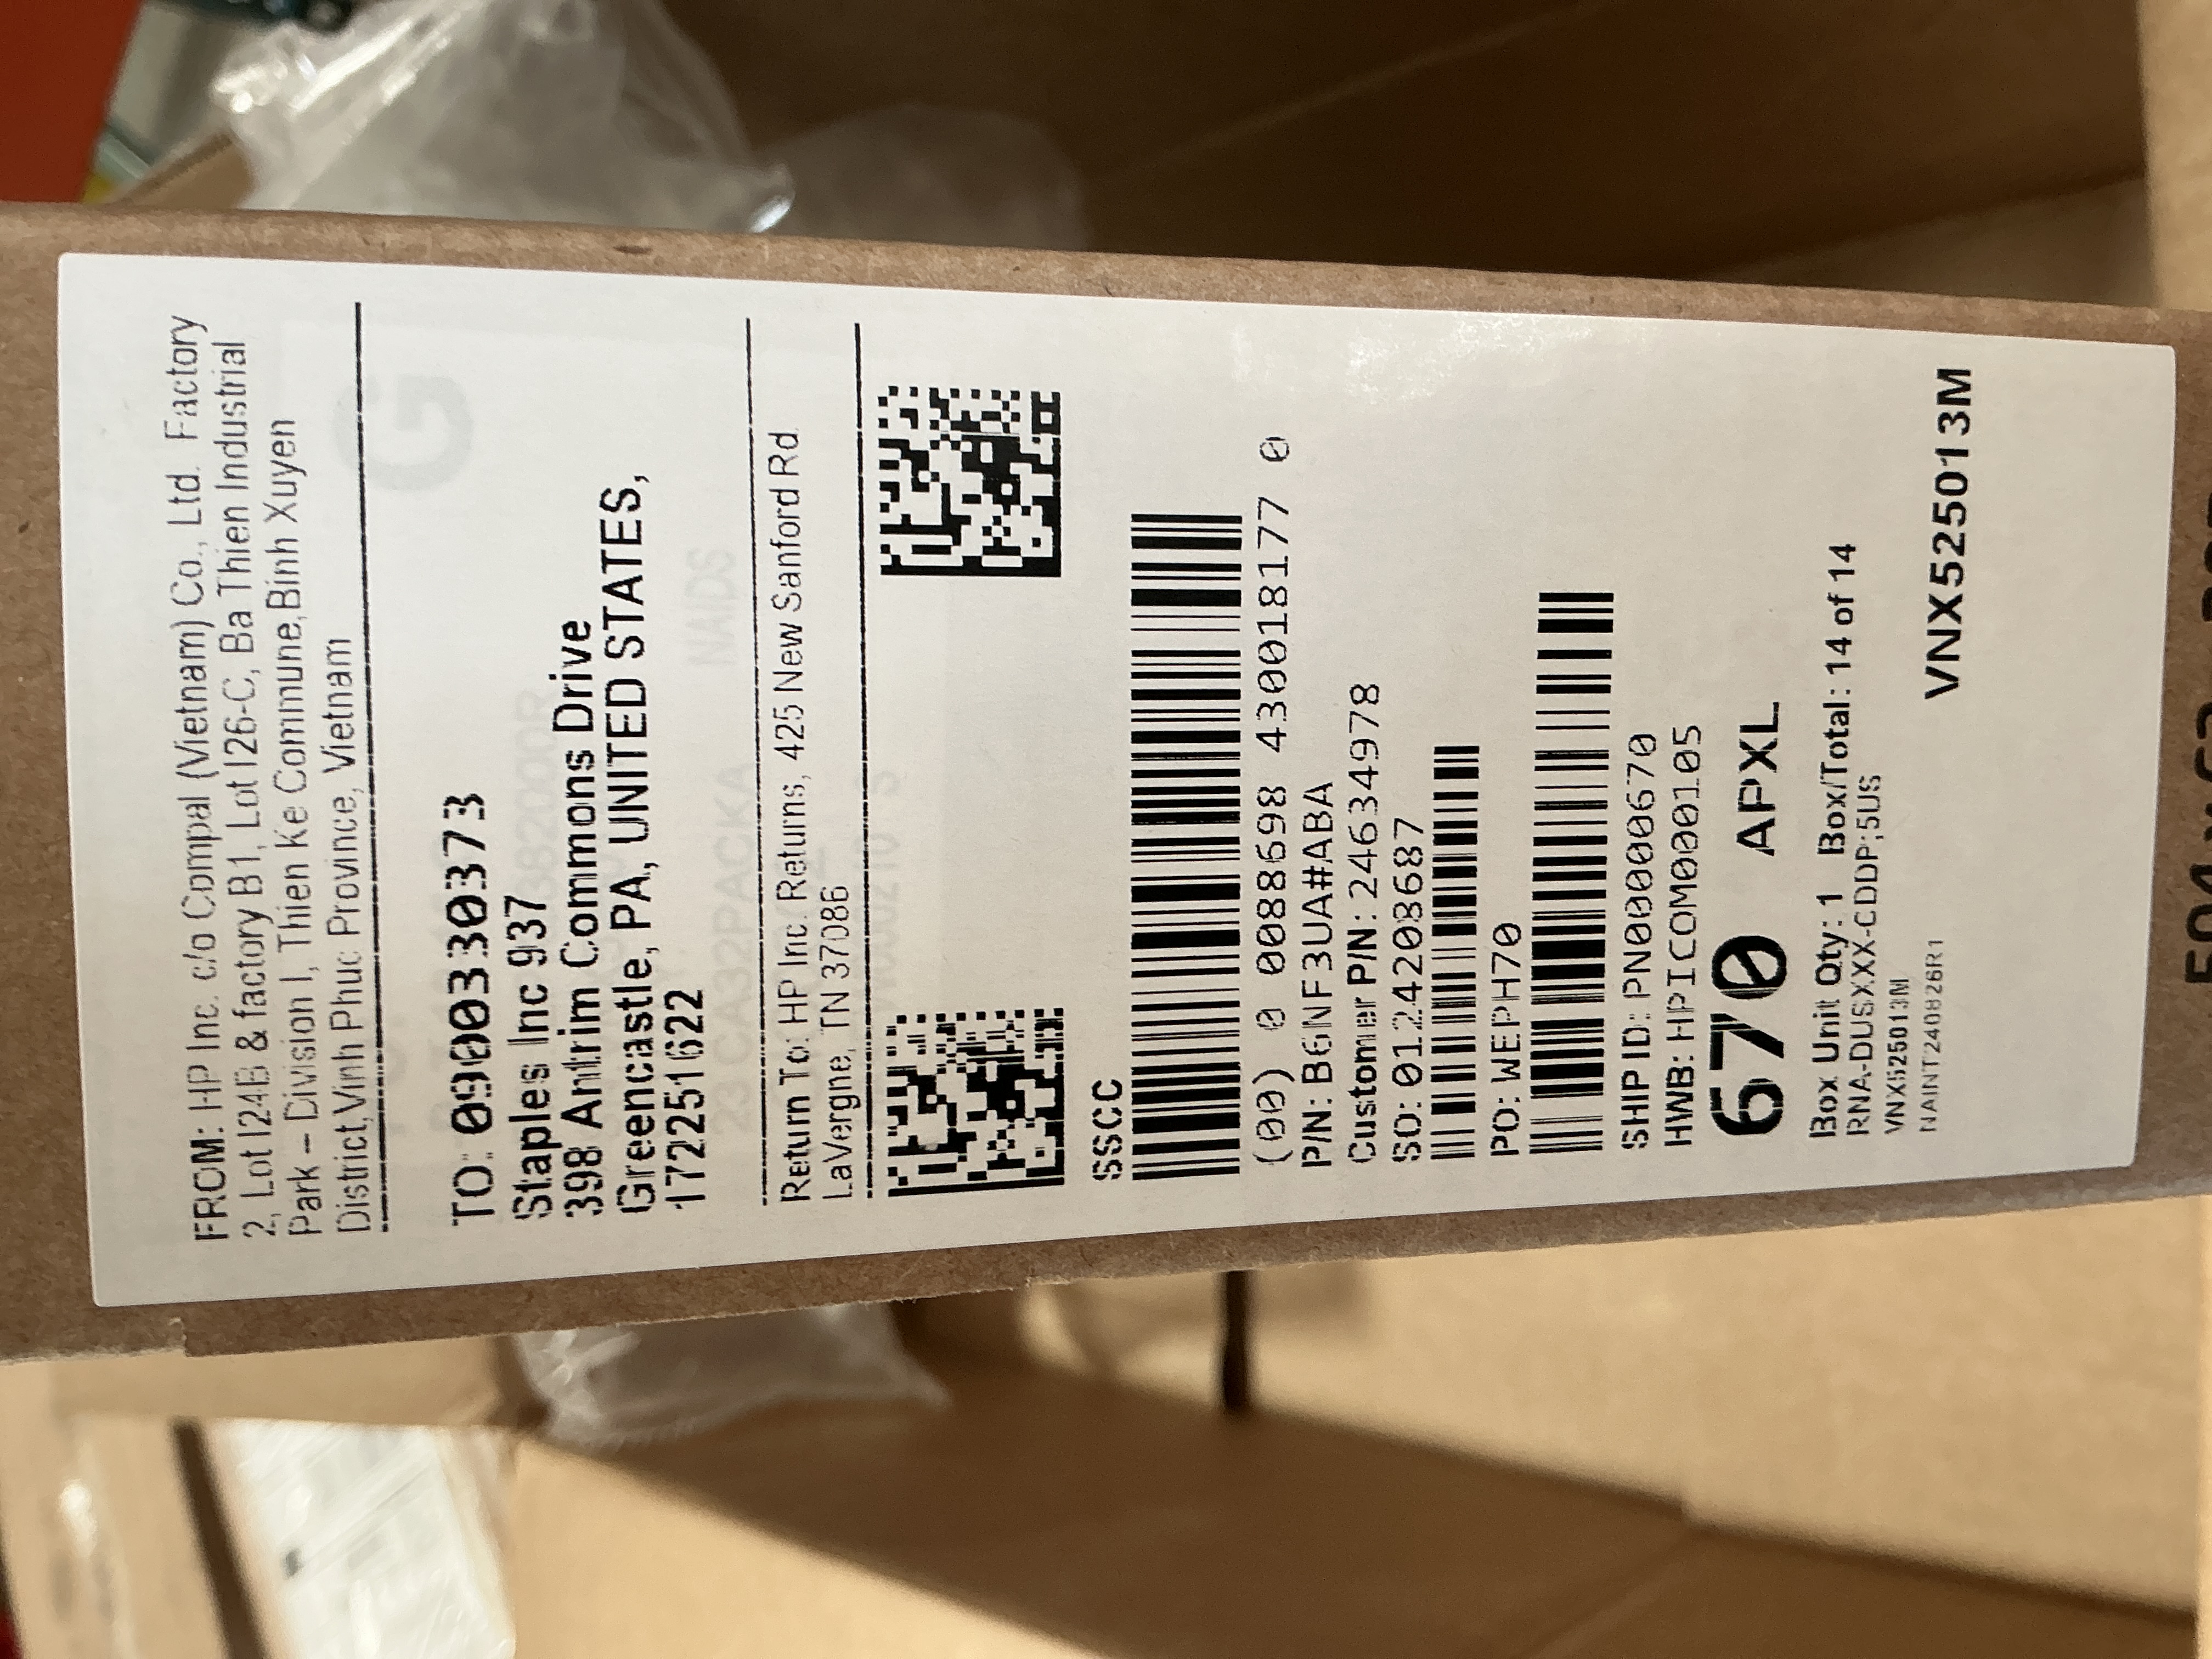 FROM: HP Inc. c/o Compal (Vietnam) Co., Ltd. Factory
2, Lot I24B & factory B1, Lot I26-C, Ba Thien Industrial
Park – Division I, Thien Ke Commune,Binh Xuyen
District,Vinh Phuc Province, Vietnam
TO: 0900330373
Staples Inc 937
398 Antrim Commons Drive
Greencastle, PA, UNITED STATES,
172251622
Return To: HP Inc. Returns, 425 New Sanford Rd.
LaVergne, TN 37086
SSCC
(00) 0 0088698 430018177 0
P/N: B6NF3UA#ABA
Customer P/N: 24634978
SO: 0124208687
PO: WEPH70
SHIP ID: PN00000670
HWB: HPICOM000105
670 APXL
Box Unit Qty: 1 Box/Total: 14 of 14
RNA-DUSXXX-CDDP;5US
VNX525013M
NAINT240826R1
VNX525013M